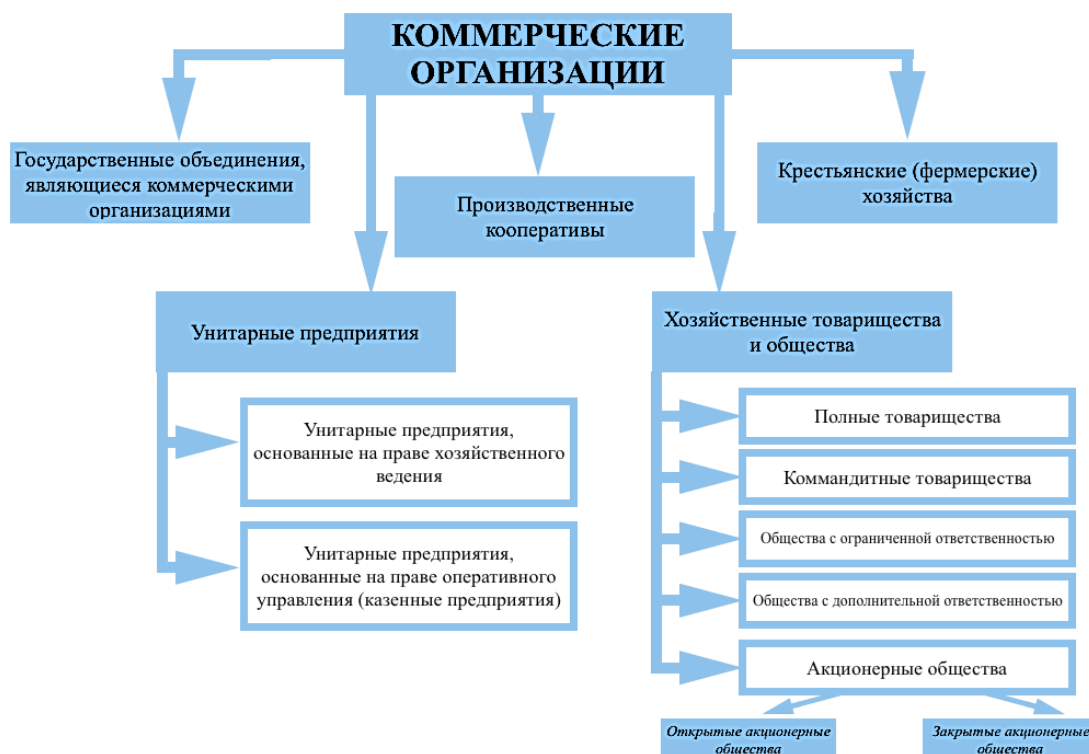 КОММЕРЧЕСКИЕ
ОРГАНИЗАЦИИ
Государственные объединения,
являющиеся коммерческими
организациями
Производственные
кооперативы
Крестьянские (фермерские)
хозяйства
Унитарные предприятия
Унитарные предприятия,
основанные на праве хозяйственного
ведения
Унитарные предприятия,
основанные на праве оперативного
управления (казенные предприятия)
Хозяйственные товарищества
и общества
Полные товарищества
Коммандитные товарищества
Общества с ограниченной ответственностью
Общества с дополнительной ответственностью
Акционерные общества
Открытые акционерные
общества
Закрытые акционерные
общества